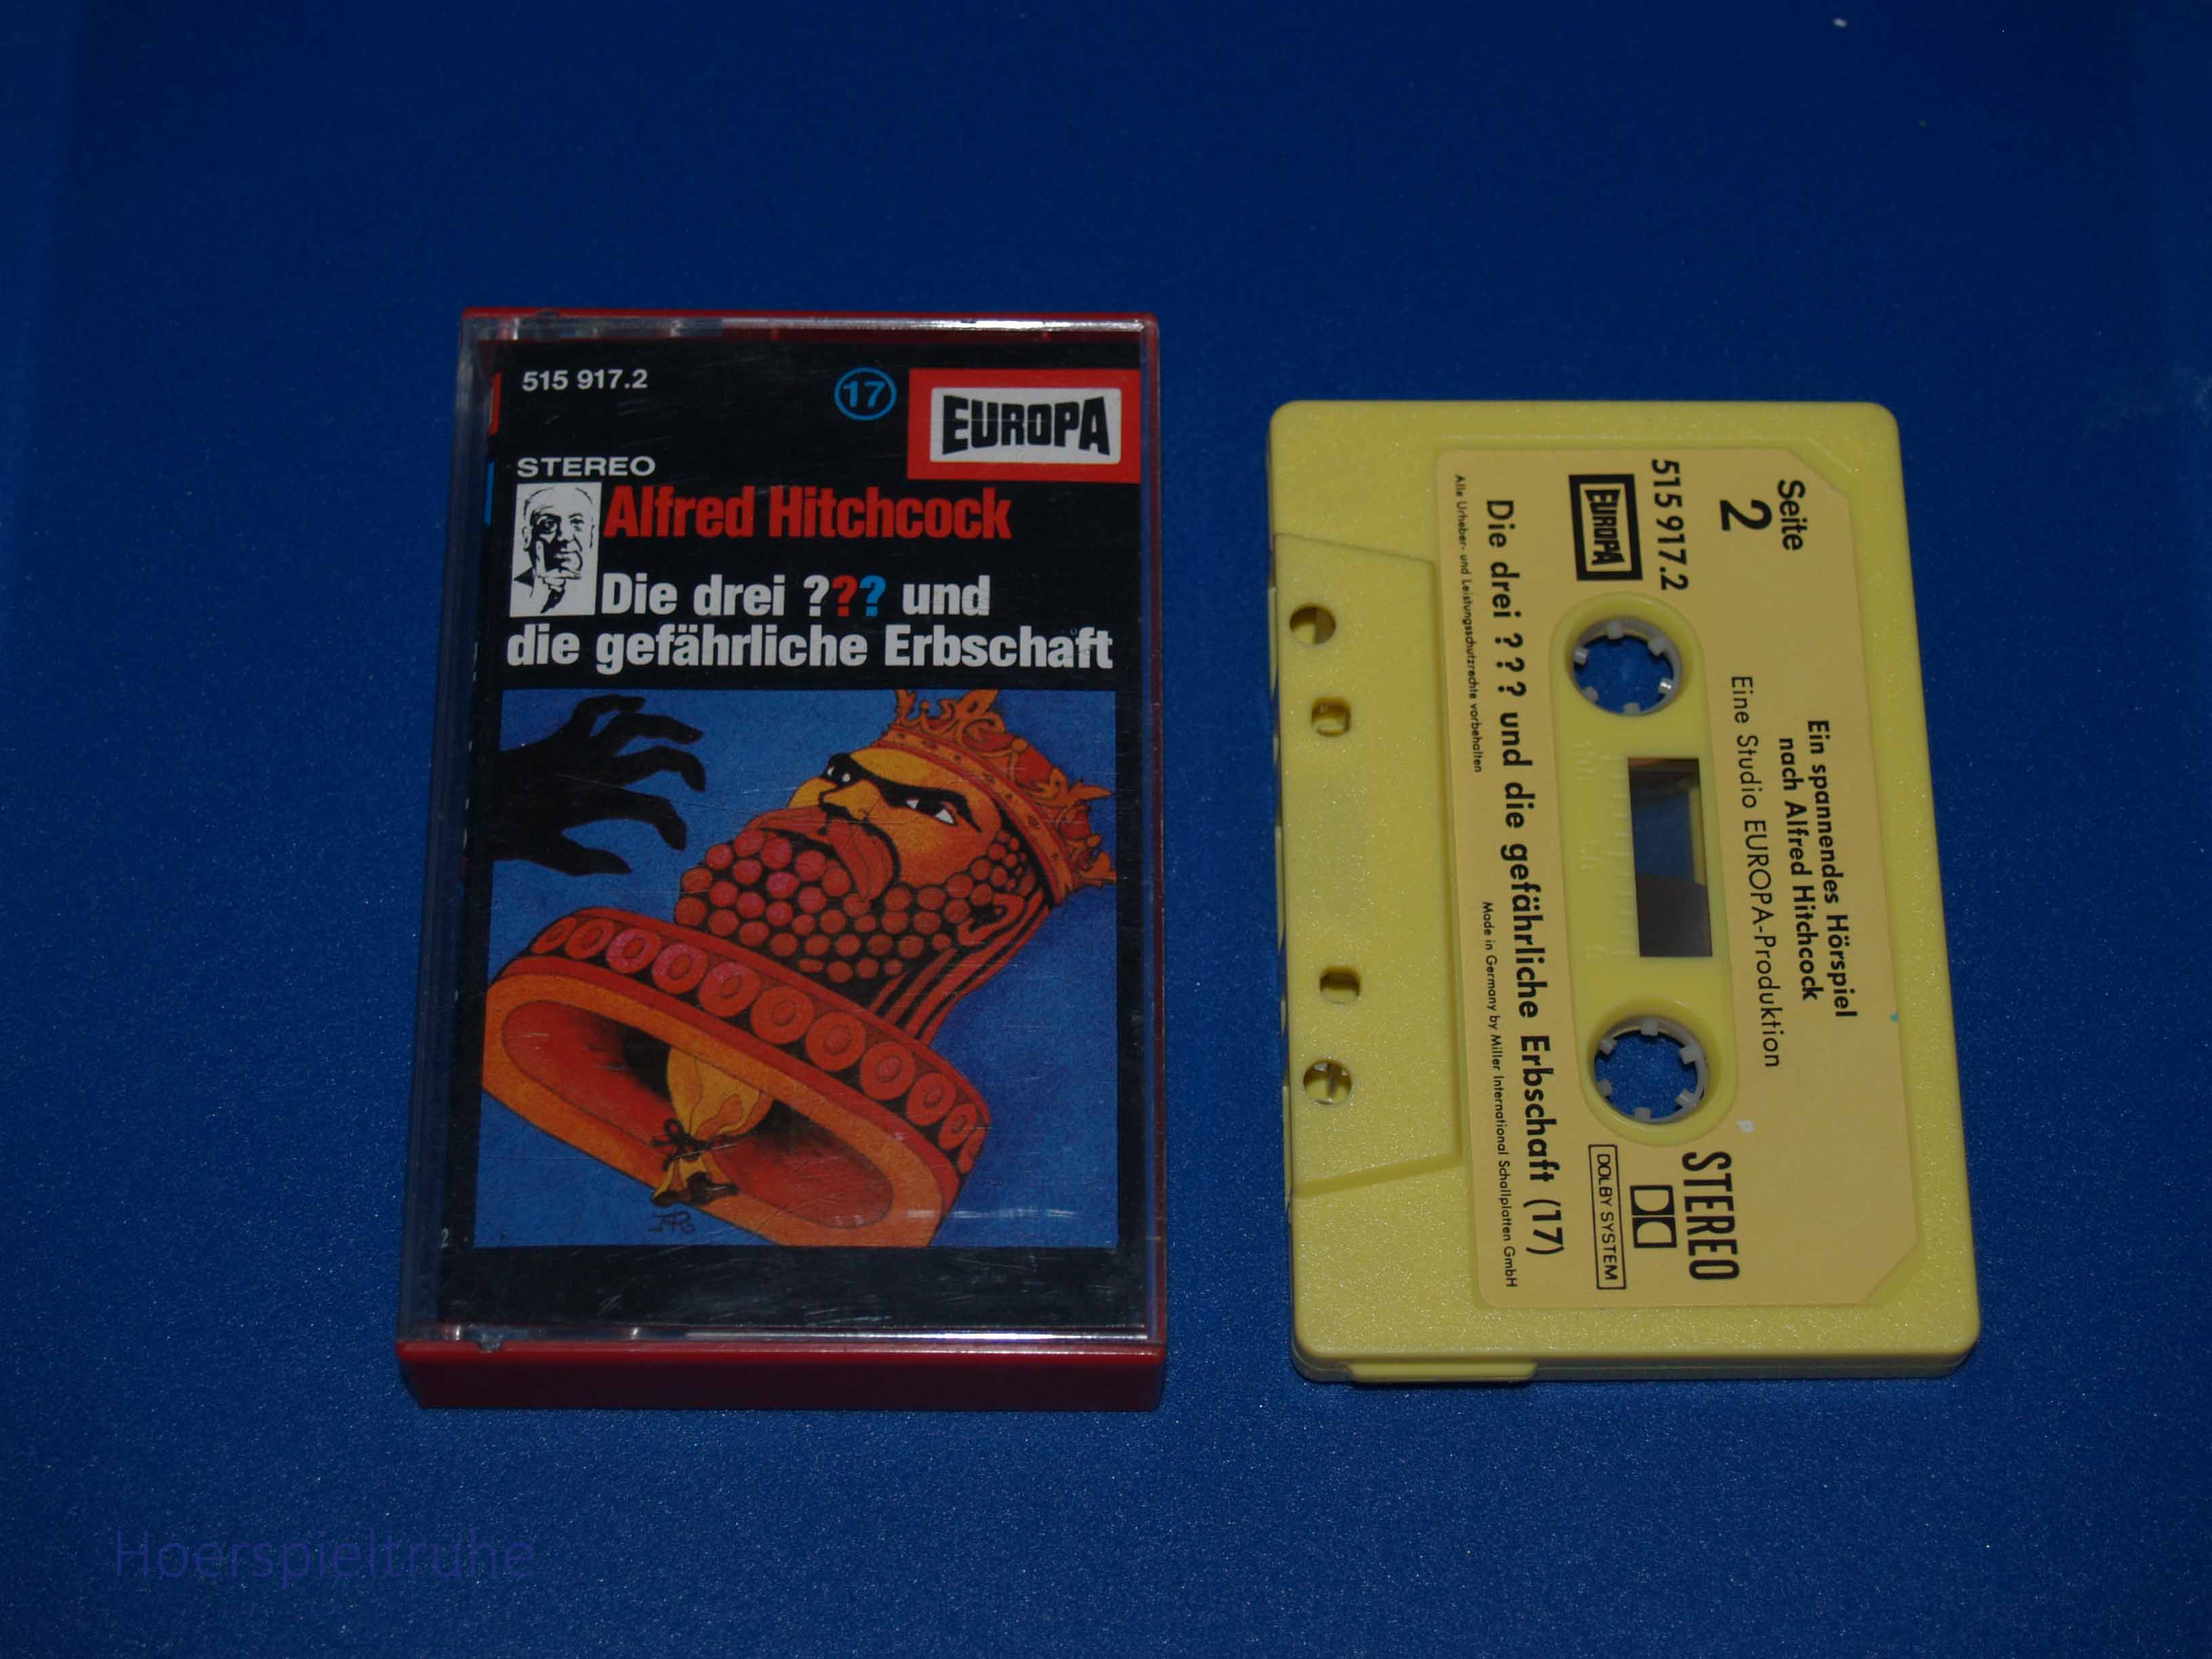 515 917.2
17
EUROPA
STEREO
Alfred Hitchcock
Die drei ??? und
die gefährliche Erbschaft
Seite
2
515 917.2
EUROPA
Ein spannendes Hörspiel
nach Alfred Hitchcock
Eine Studio EUROPA-Produktion
STEREO
DOLBY SYSTEM
Die drei ? ? ? und die gefährliche Erbschaft (17)
Alle Urheber- und Leistungsschutzrechte vorbehalten Made in Germany by Miller International Schallplatten GmbH
Hoerspieltruhe